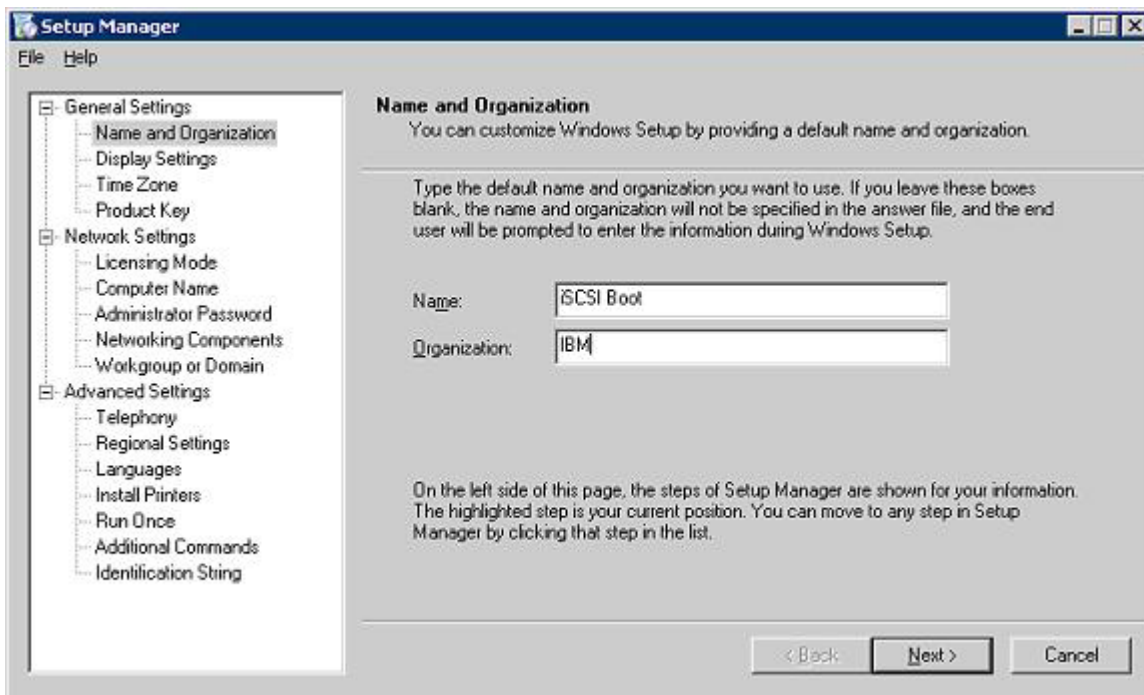 Setup Manager
File Help
General Settings
Name and Organization
Display Settings
Time Zone
Product Key
Network Settings
Licensing Mode
Computer Name
Administrator Password
Networking Components
Workgroup or Domain
Advanced Settings
Telephony
Regional Settings
Languages
Install Printers
Run Once
Additional Commands
Identification String
Name and Organization
You can customize Windows Setup by providing a default name and organization.
Type the default name and organization you want to use. If you leave these boxes
blank, the name and organization will not be specified in the answer file, and the end
user will be prompted to enter the information during Windows Setup.
Name: iSCSI Boot
Organization: IBM
On the left side of this page, the steps of Setup Manager are shown for your information.
The highlighted step is your current position. You can move to any step in Setup
Manager by clicking that step in the list.
< Back Next > Cancel